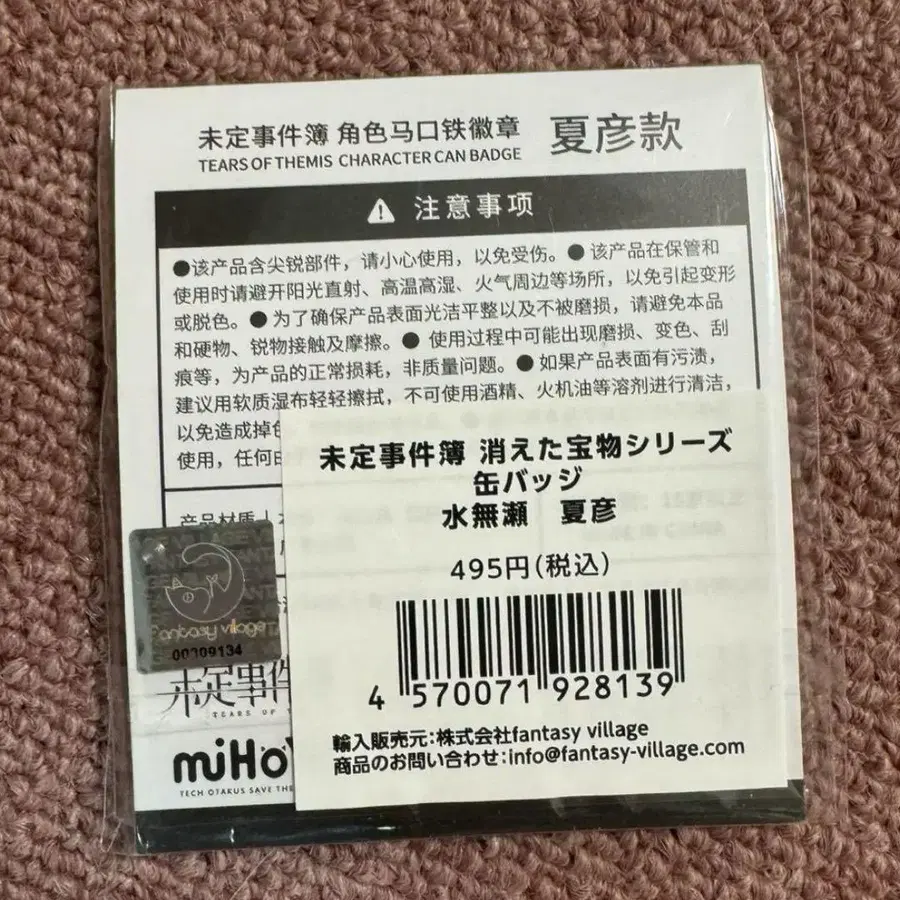 未定事件簿 角色马口铁徽章 夏彦款
TEARS OF THEMIS CHARACTER CAN BADGE
注意事项
●该产品含尖锐部件，请小心使用，以免受伤。● 该产品在保管和
使用时请避开阳光直射、高温高湿、火气周边等场所，以免引起变形
或脱色。● 为了确保产品表面光洁平整以及不被磨损，请避免本品
和硬物、锐物接触及摩擦。● 使用过程中可能出现磨损、变色、刮
痕等，为产品的正常损耗，非质量问题。● 如果产品表面有污渍，
建议用软质湿布轻轻擦拭，不可使用酒精、火机油等溶剂进行清洁，
以免造成掉色
使用，任何由于
产品材质
未定事件簿 消えた宝物シリーズ
缶バッジ
水無瀬 夏彦
495円(税込)
4 570071 928139
輸入販売元:株式会社fantasy village
商品のお問い合わせ:info@fantasy-village.com
fantasy village
00309134
未定事件
TEARS OF
miHoY
TECH OTAKUS SAVE THE